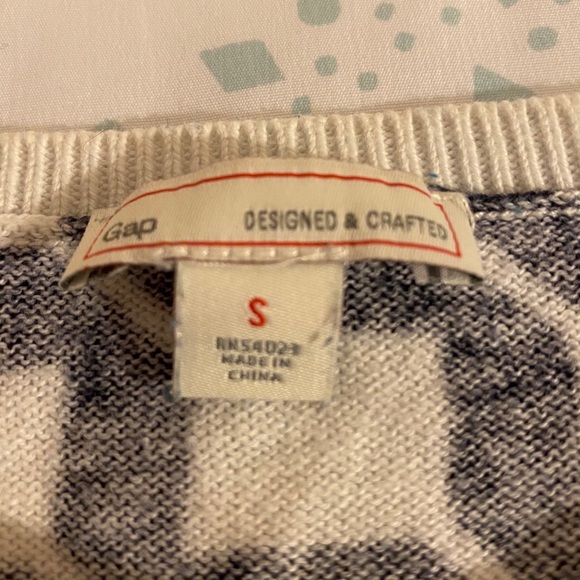 Gap DESIGNED & CRAFTED
S
RN54023
MADE IN
CHINA